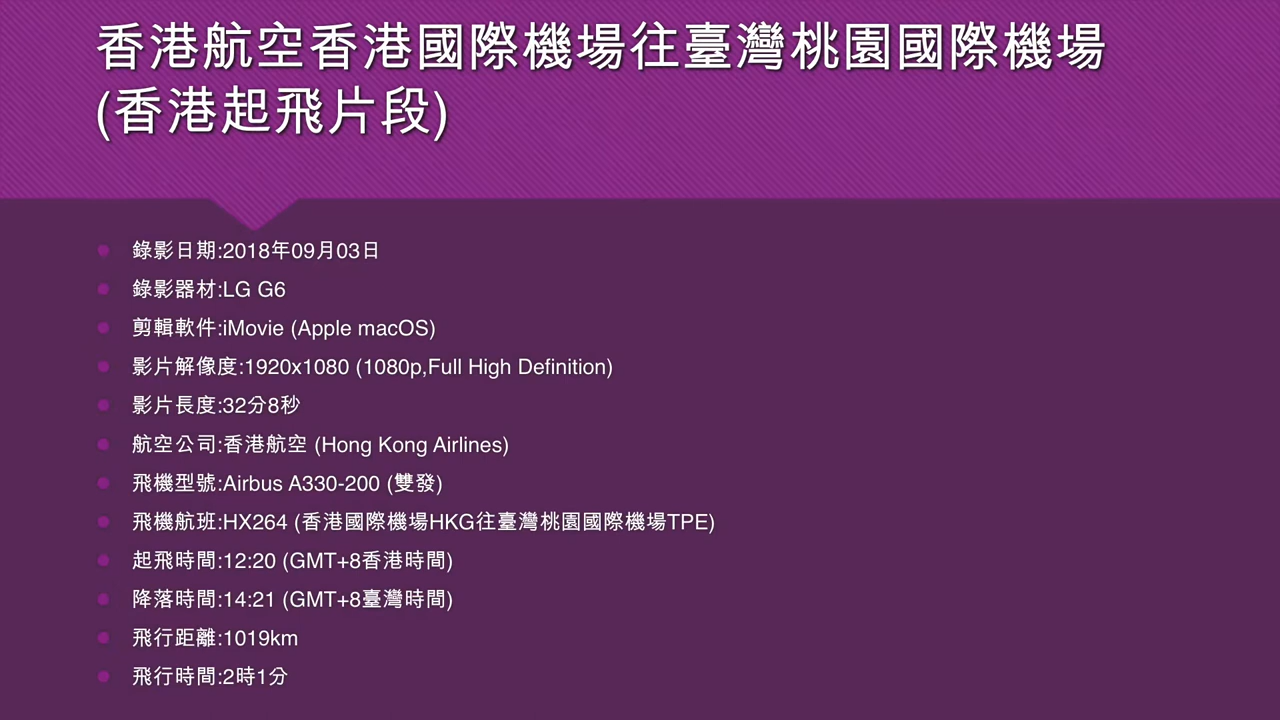 香港航空香港國際機場往臺灣桃園國際機場
(香港起飛片段)
錄影日期:2018年09月03日
錄影器材:LG G6
剪輯軟件:iMovie (Apple macOS)
影片解像度:1920x1080 (1080p,Full High Definition)
影片長度:32分8秒
航空公司:香港航空 (Hong Kong Airlines)
飛機型號:Airbus A330-200 (雙發)
飛機航班:HX264 (香港國際機場HKG往臺灣桃園國際機場TPE)
起飛時間:12:20 (GMT+8香港時間)
降落時間:14:21 (GMT+8臺灣時間)
飛行距離:1019km
飛行時間:2時1分